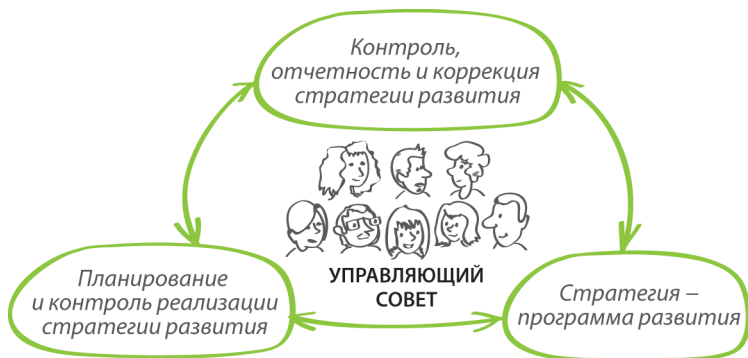 Контроль,
отчетность и коррекция
стратегии развития
УПРАВЛЯЮЩИЙ
СОВЕТ
Планирование
и контроль реализации
стратегии развития
Стратегия –
программа развития